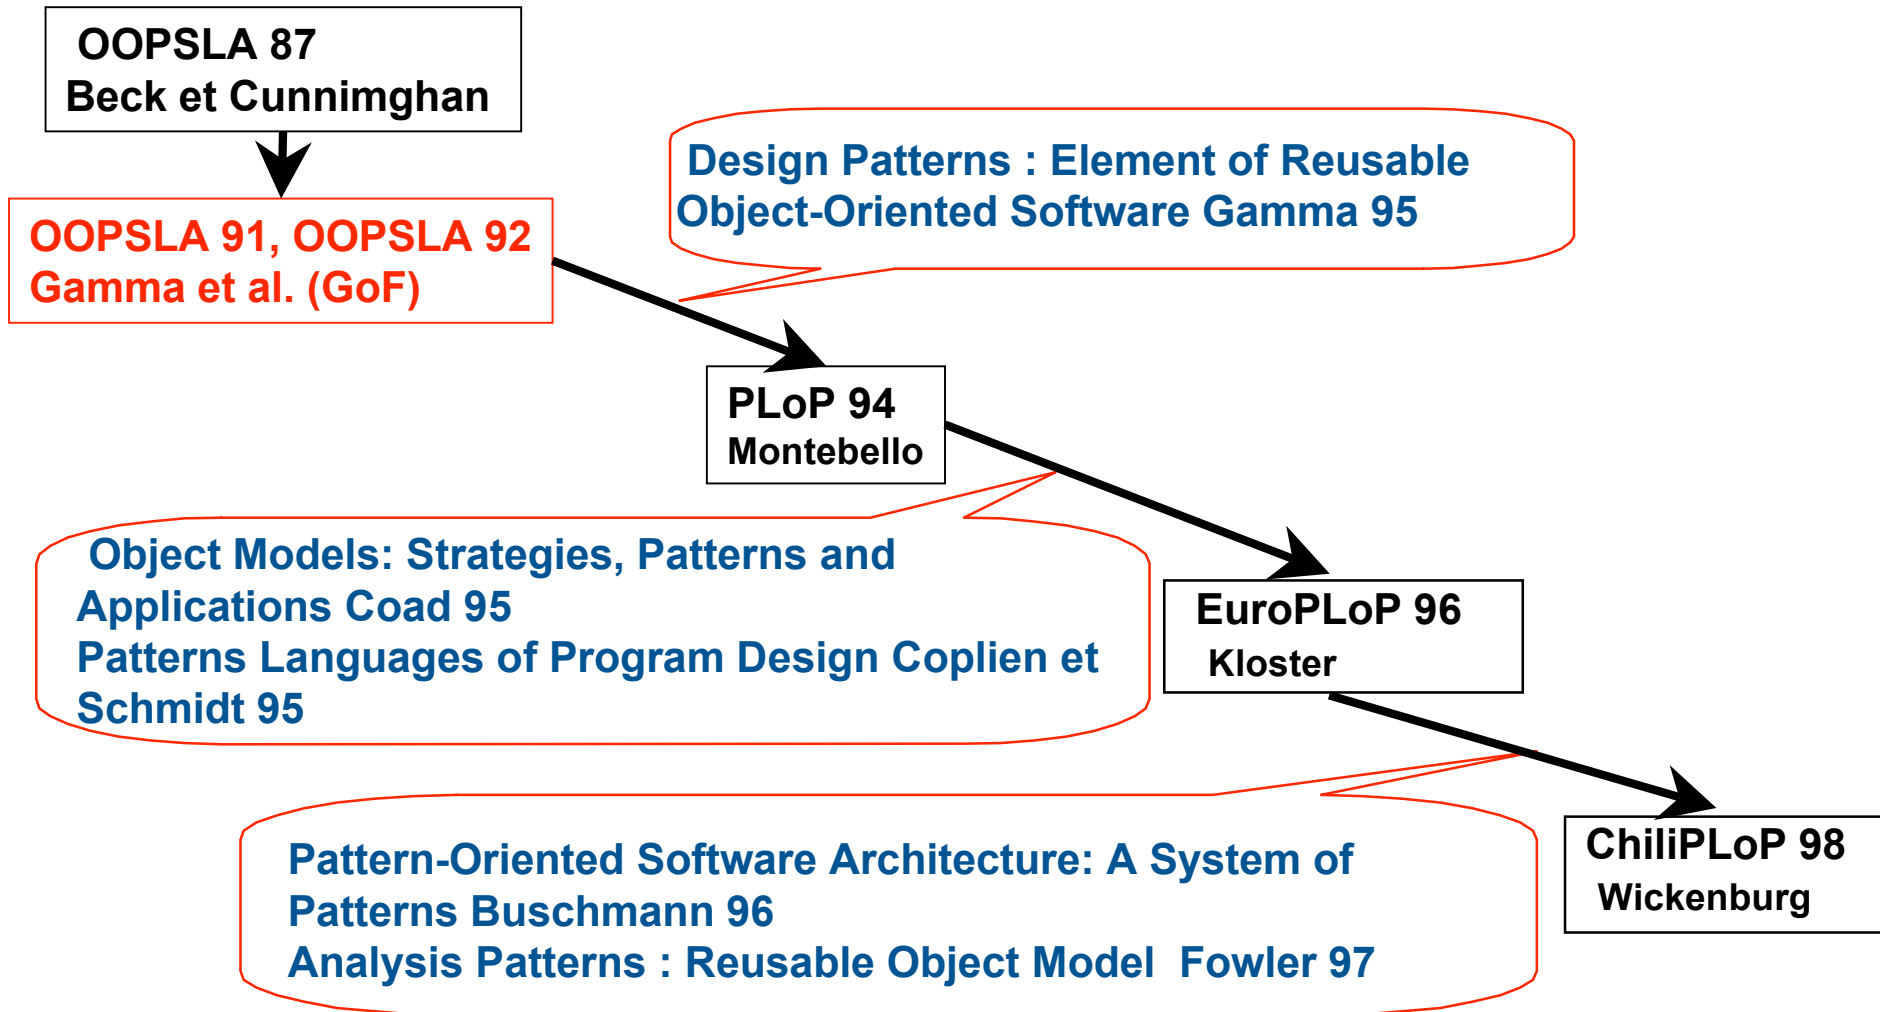 OOPSLA 87
Beck et Cunnimghan
Design Patterns : Element of Reusable
Object-Oriented Software Gamma 95
OOPSLA 91, OOPSLA 92
Gamma et al. (GoF)
PLoP 94
Montebello
Object Models: Strategies, Patterns and
Applications Coad 95
Patterns Languages of Program Design Coplien et
Schmidt 95
EuroPLoP 96
Kloster
Pattern-Oriented Software Architecture: A System of
Patterns Buschmann 96
Analysis Patterns : Reusable Object Model Fowler 97
ChiliPLoP 98
Wickenburg